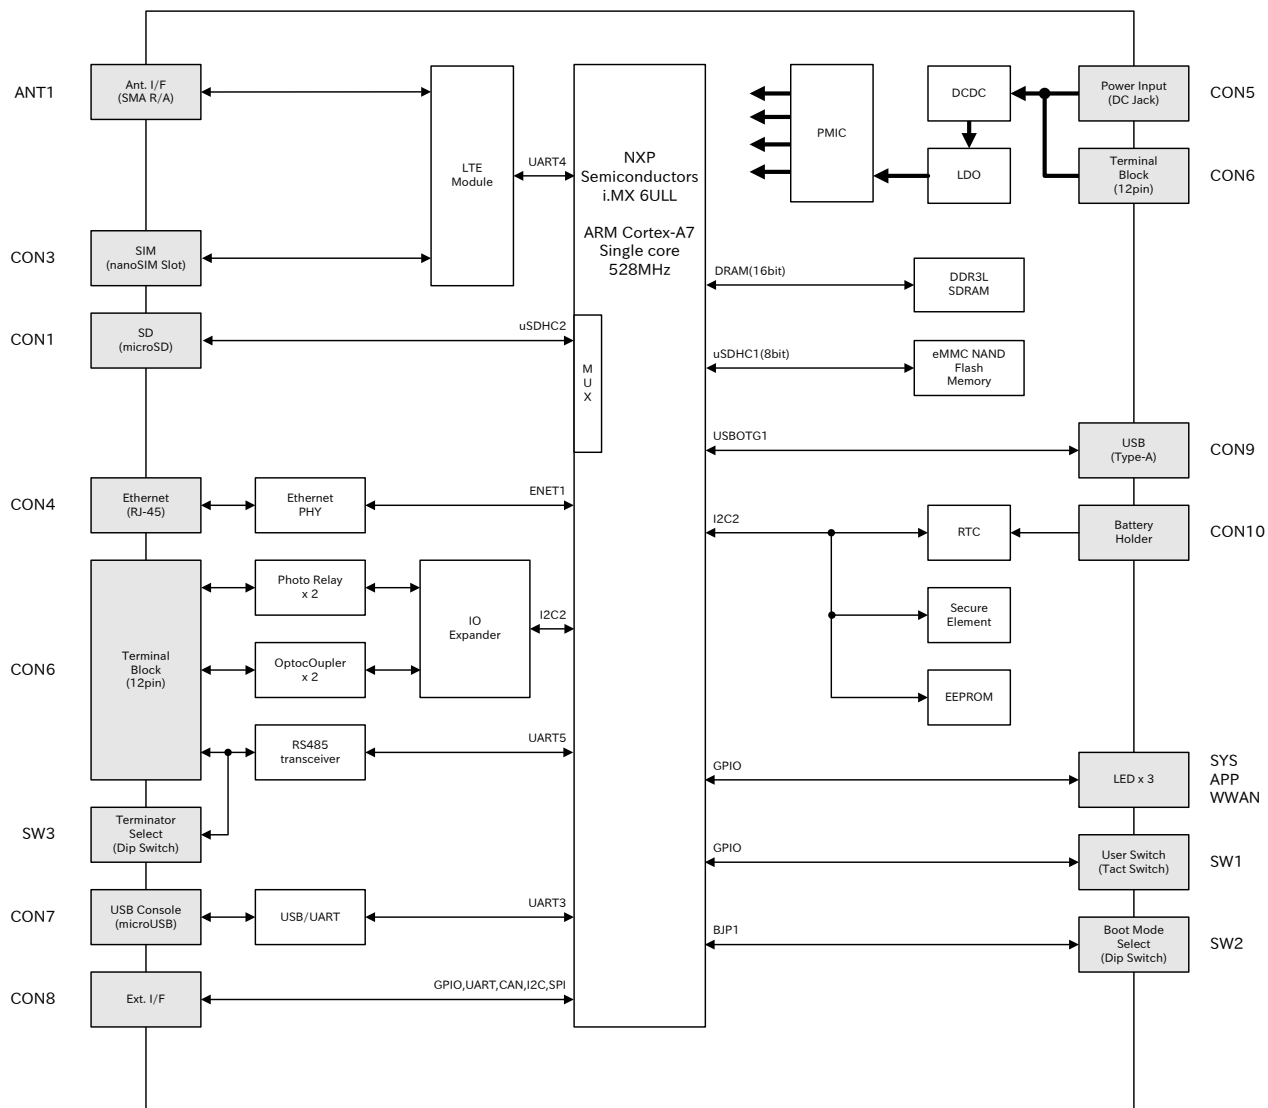 ANT1
Ant. I/F
(SMA R/A)
LTE
Module
UART4
CON3
SIM
(nanoSIM Slot)
CON1
SD
(microSD)
uSDHC2
M
U
X
CON4
Ethernet
(RJ-45)
Ethernet
PHY
ENET1
CON6
Terminal
Block
(12pin)
Photo Relay
x 2
OptocOupler
x 2
IO
Expander
I2C2
RS485
transceiver
UART5
SW3
Terminator
Select
(Dip Switch)
CON7
USB Console
(microUSB)
USB/UART
UART3
CON8
Ext. I/F
GPIO,UART,CAN,I2C,SPI
NXP
Semiconductors
i.MX 6ULL
ARM Cortex-A7
Single core
528MHz
PMIC
DCDC
LDO
Power Input
(DC Jack)
CON5
Terminal
Block
(12pin)
CON6
DRAM(16bit)
DDR3L
SDRAM
uSDHC1(8bit)
eMMC NAND
Flash
Memory
USBOTG1
USB
(Type-A)
CON9
I2C2
RTC
Battery
Holder
CON10
Secure
Element
EEPROM
GPIO
LED x 3
SYS
APP
WWAN
GPIO
User Switch
(Tact Switch)
SW1
BJP1
Boot Mode
Select
(Dip Switch)
SW2